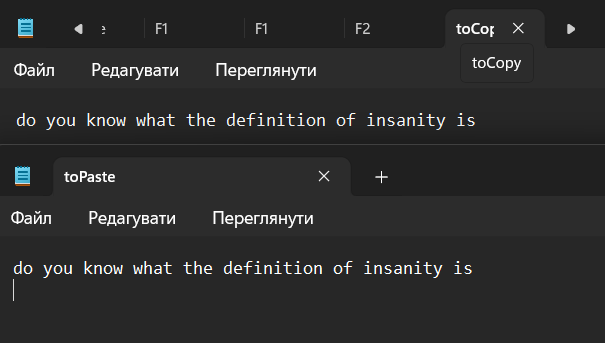 F1 F1 F2 toCop
toCopy
Файл Редагувати Переглянути
do you know what the definition of insanity is
toPaste
Файл Редагувати Переглянути
do you know what the definition of insanity is